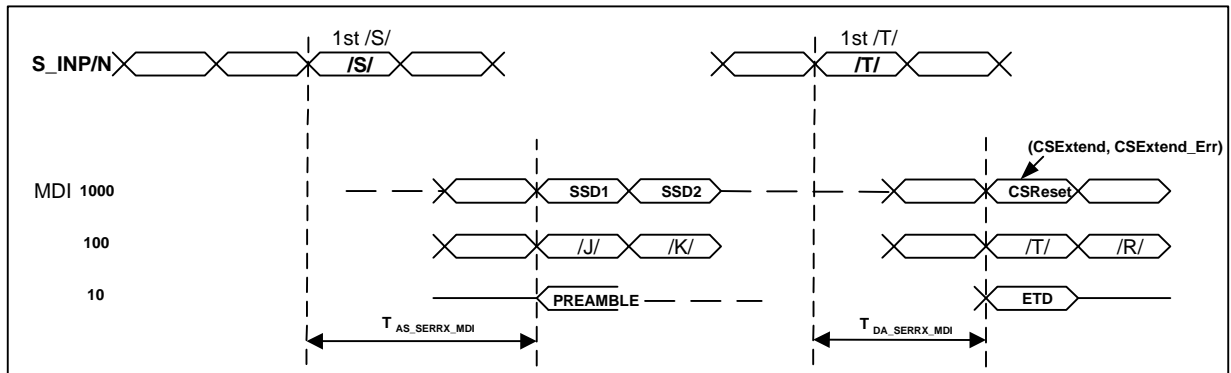 1st /S/ 1st /T/
S_INP/N /S/ /T/
(CSExtend, CSExtend_Err)
MDI 1000 SSD1 SSD2 CSReset
100 /J/ /K/ /T/ /R/
10 PREAMBLE ETD
T AS_SERRX_MDI T DA_SERRX_MDI